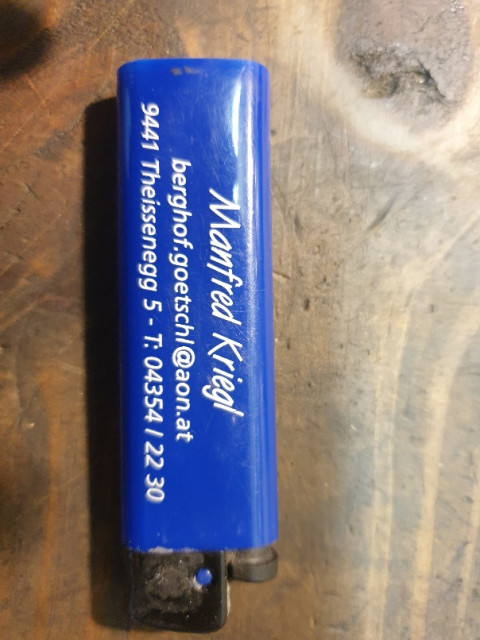 Manfred Kriegl
berghof.goetschl@aon.at
9441 Theissenegg 5 - T: 04354 / 22 30